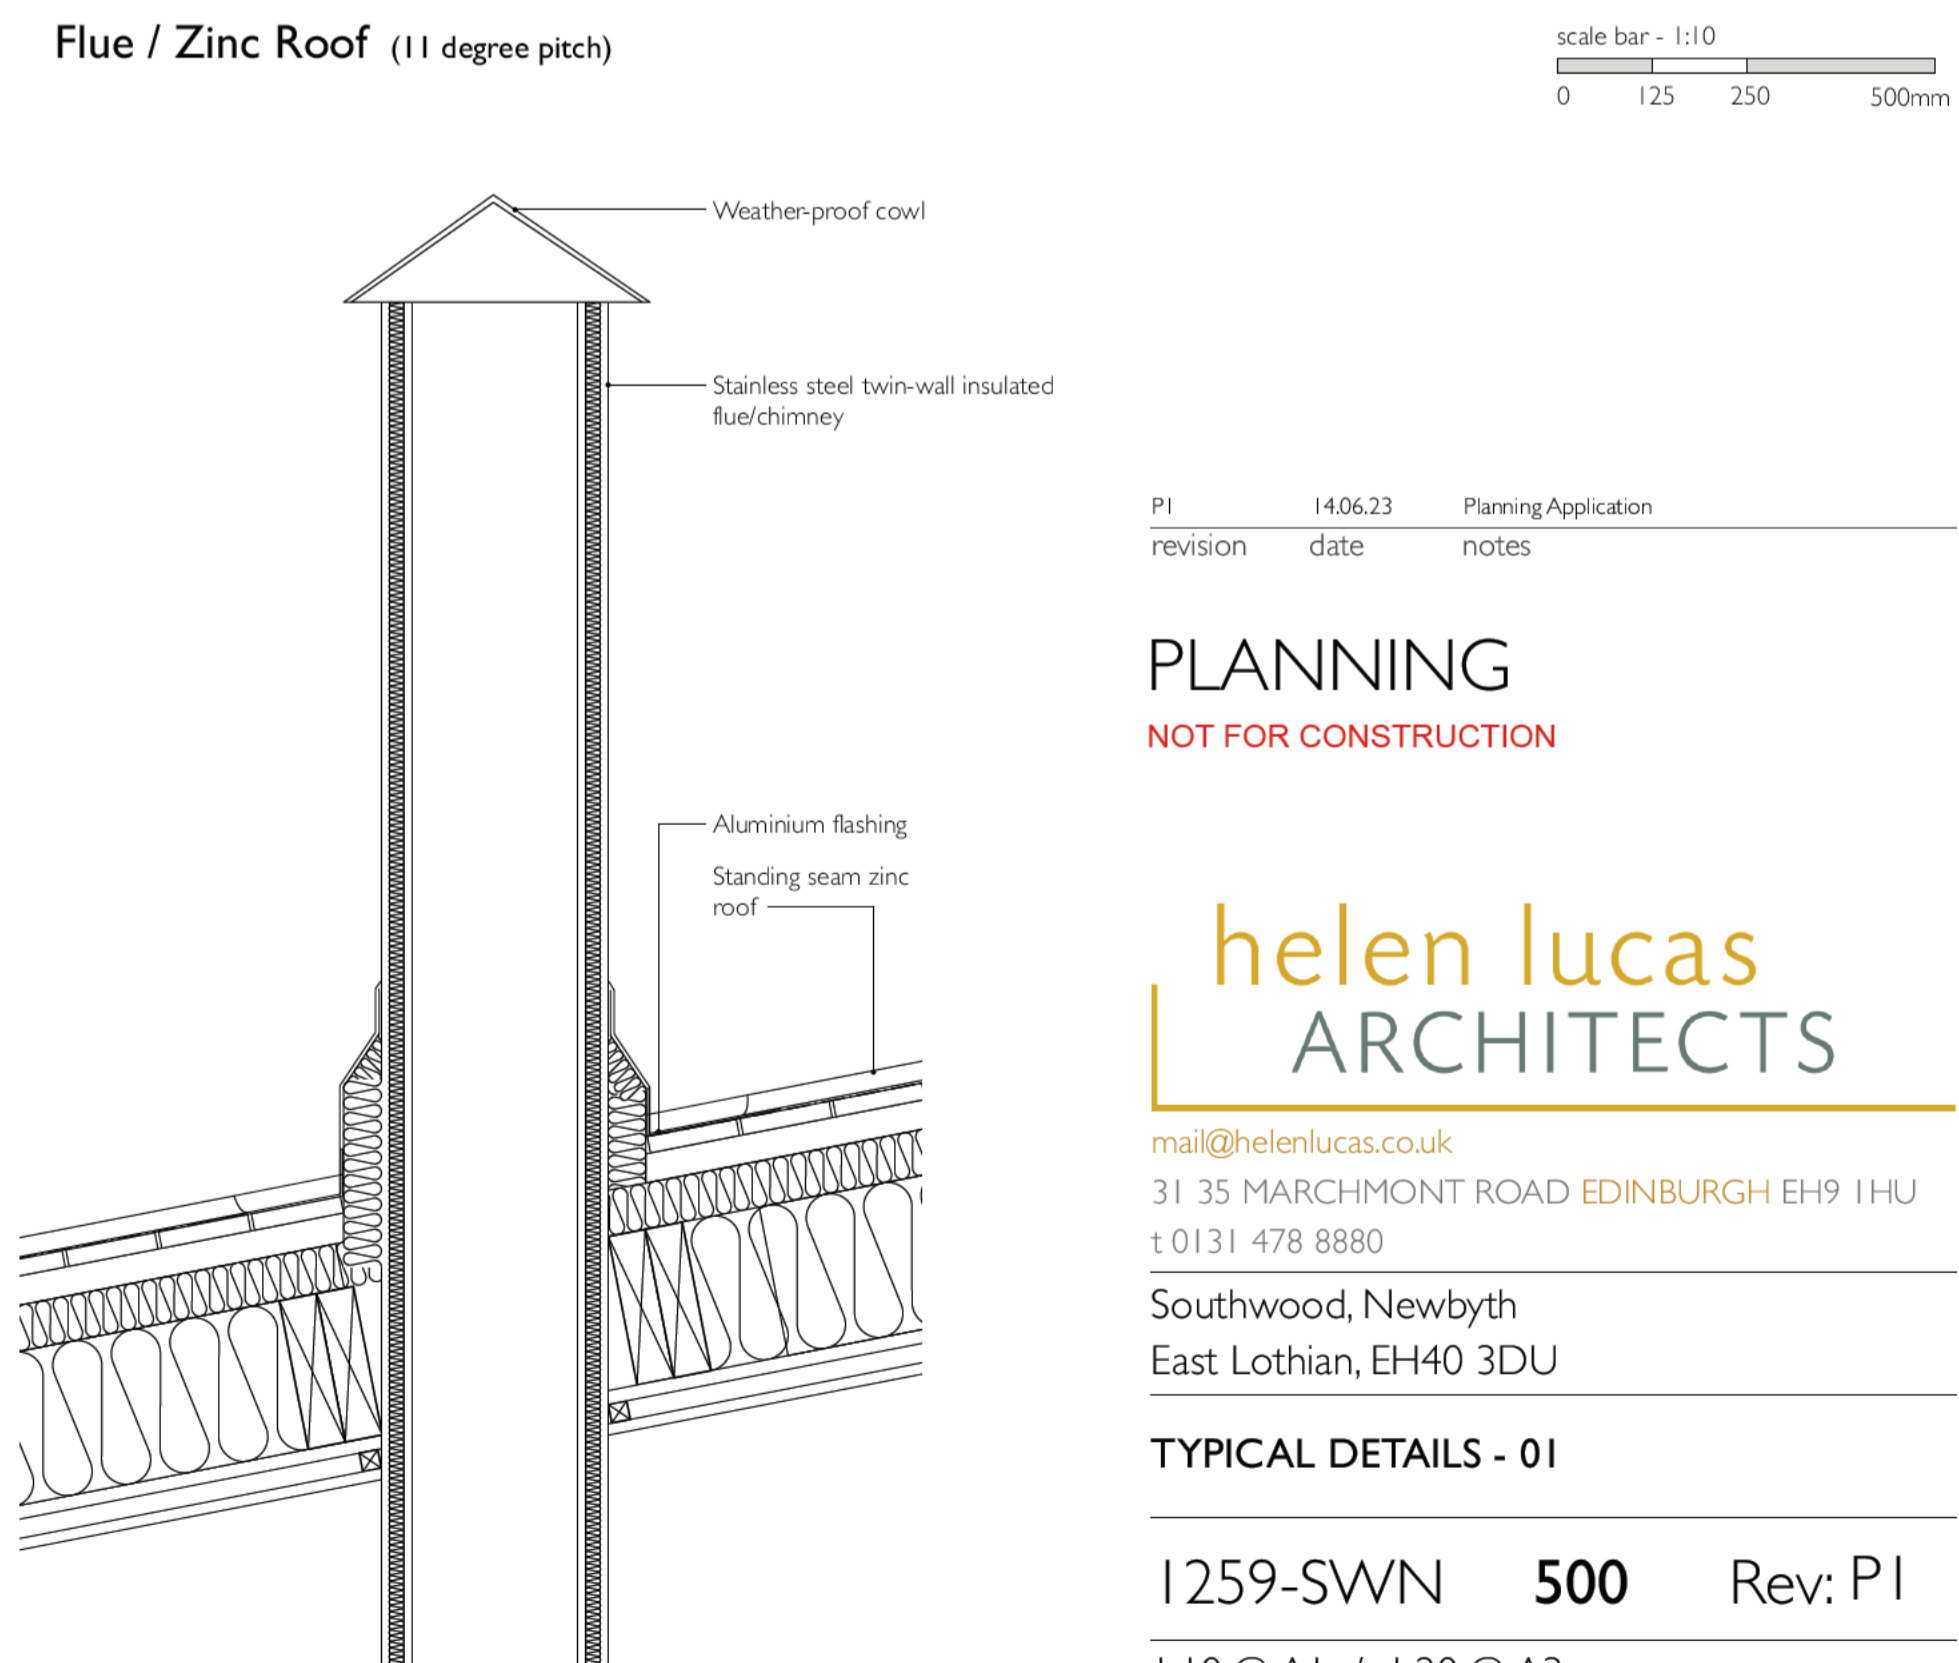 Flue / Zinc Roof (11 degree pitch)
scale bar - 1:10
0 125 250 500mm
Weather-proof cowl
Stainless steel twin-wall insulated
flue/chimney
Aluminium flashing
Standing seam zinc
roof
P1 14.06.23 Planning Application
revision date notes
PLANNING
NOT FOR CONSTRUCTION
helen lucas
ARCHITECTS
mail@helenlucas.co.uk
31 35 MARCHMONT ROAD EDINBURGH EH9 1HU
t 0131 478 8880
Southwood, Newbyth
East Lothian, EH40 3DU
TYPICAL DETAILS - 01
1259-SWN 500 Rev: P1